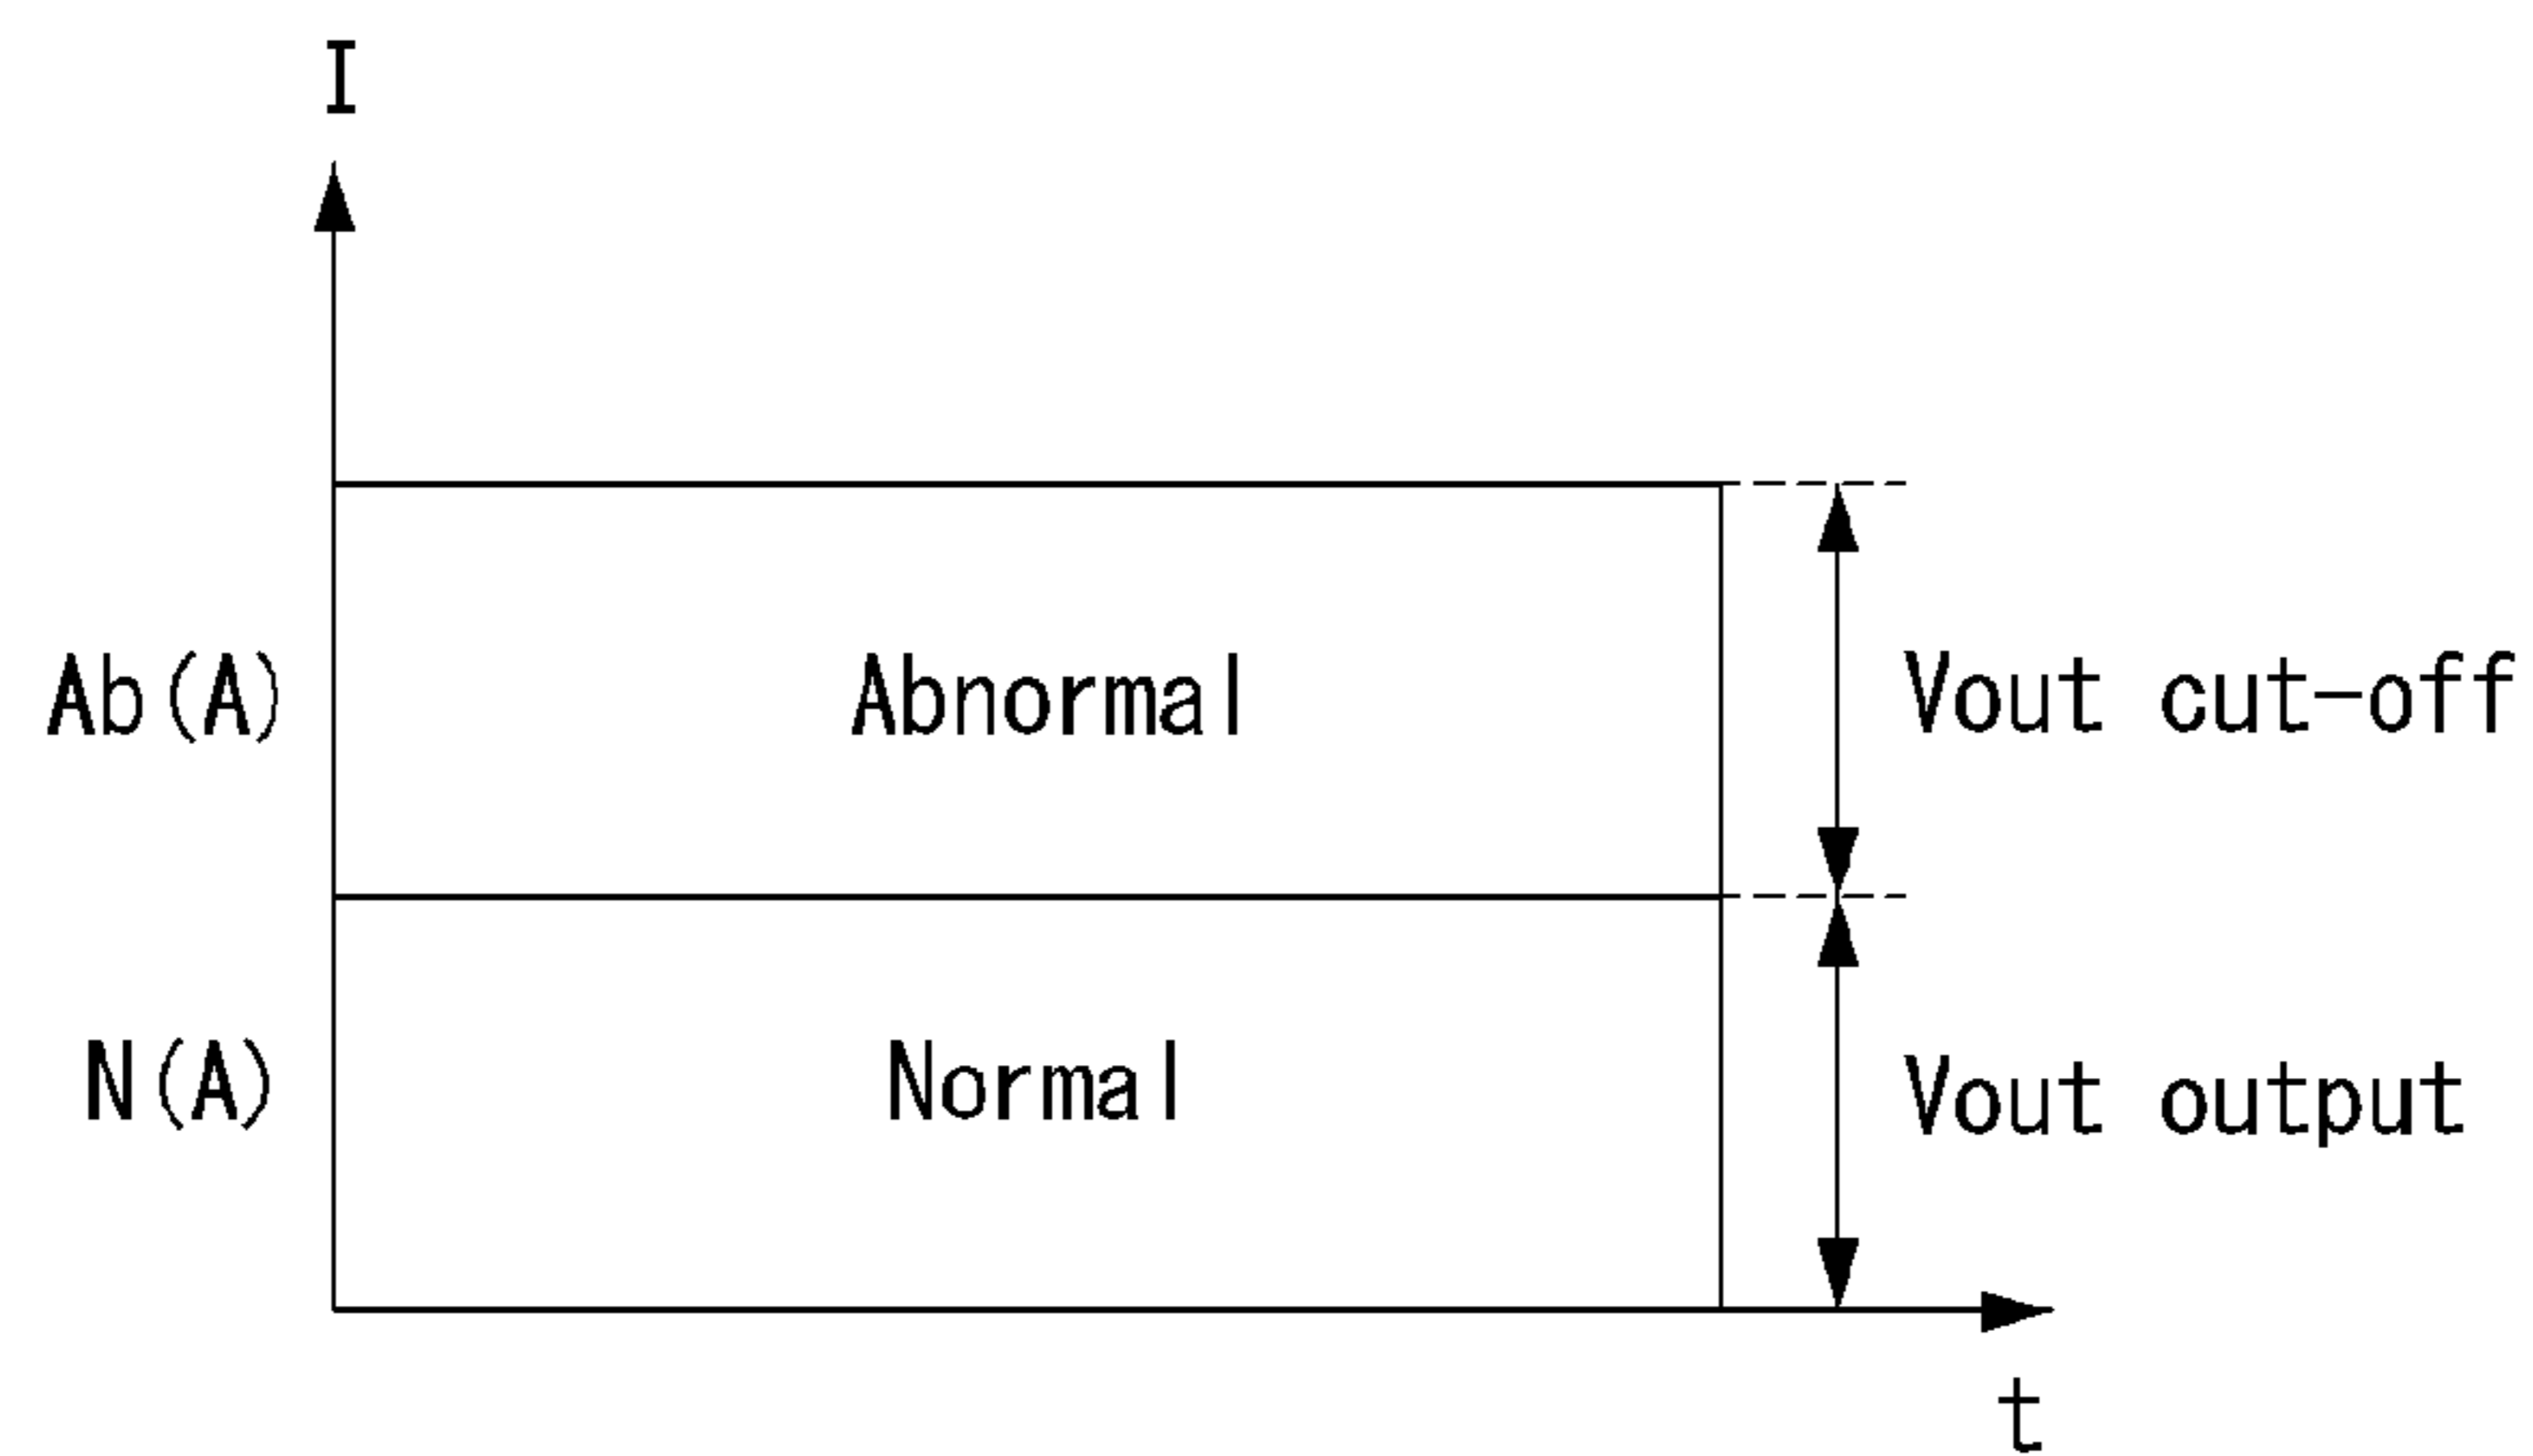 I
Ab(A)
Abnormal
Vout cut-off
N(A)
Normal
Vout output
t